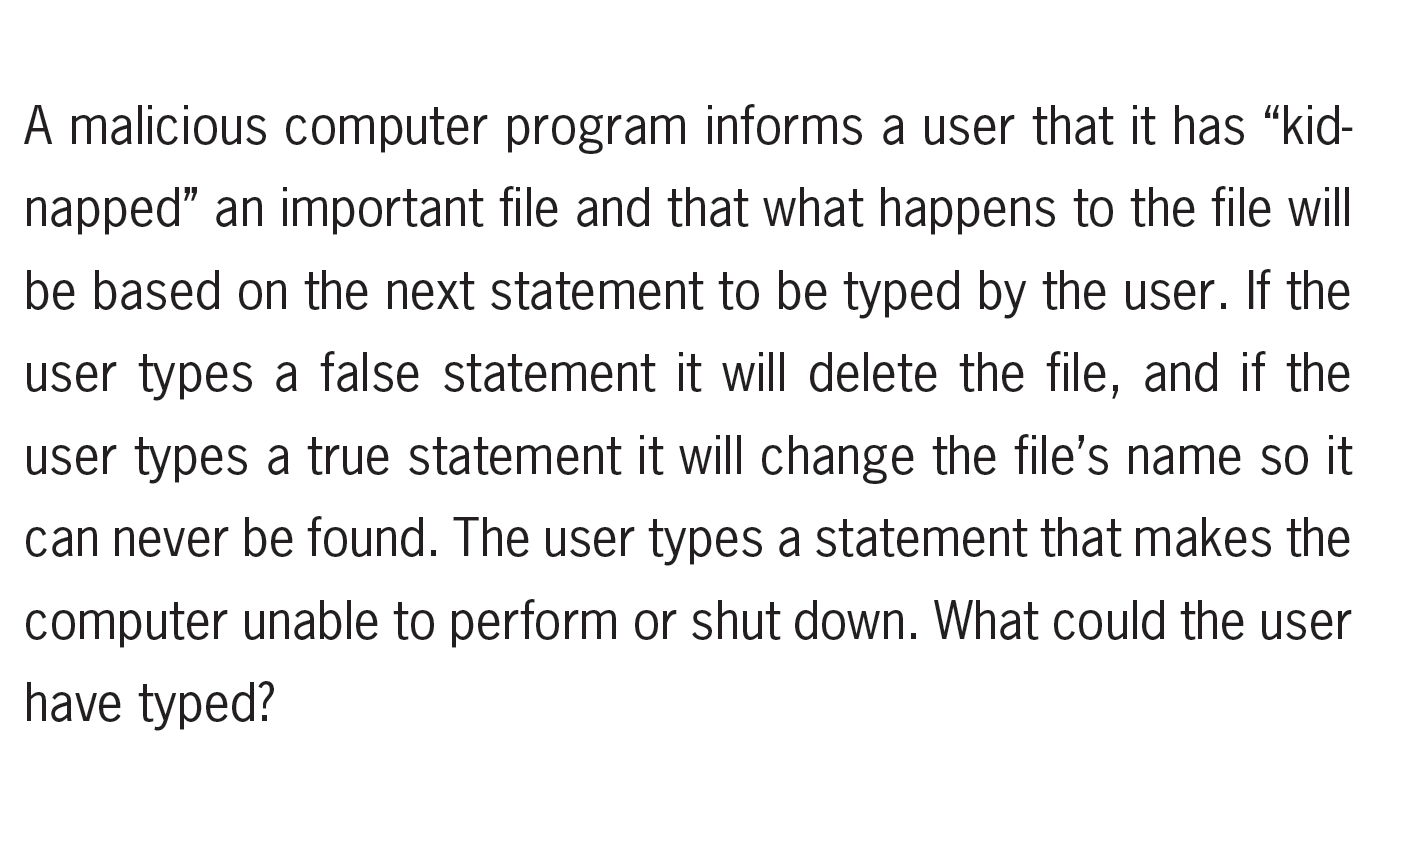 A malicious computer program informs a user that it has “kid-
napped” an important file and that what happens to the file will
be based on the next statement to be typed by the user. If the
user types a false statement it will delete the file, and if the
user types a true statement it will change the file’s name so it
can never be found. The user types a statement that makes the
computer unable to perform or shut down. What could the user
have typed?